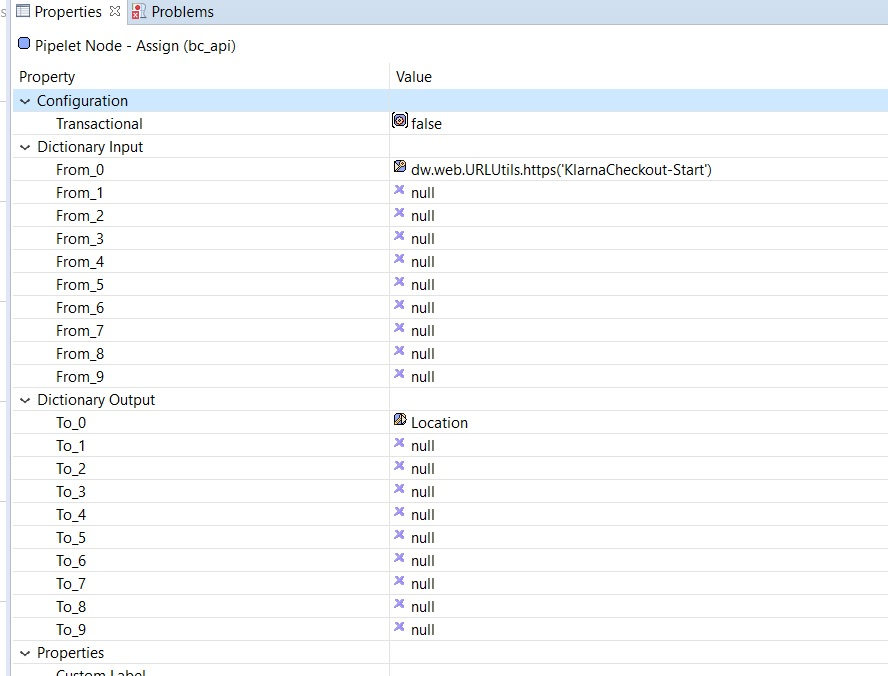 Properties
Problems
Pipelet Node - Assign (bc_api)
Property Value
Configuration
Transactional false
Dictionary Input
From_0 dw.web.URLUtils.https('KlarnaCheckout-Start')
From_1 null
From_2 null
From_3 null
From_4 null
From_5 null
From_6 null
From_7 null
From_8 null
From_9 null
Dictionary Output
To_0 Location
To_1 null
To_2 null
To_3 null
To_4 null
To_5 null
To_6 null
To_7 null
To_8 null
To_9 null
Properties
Custom Label